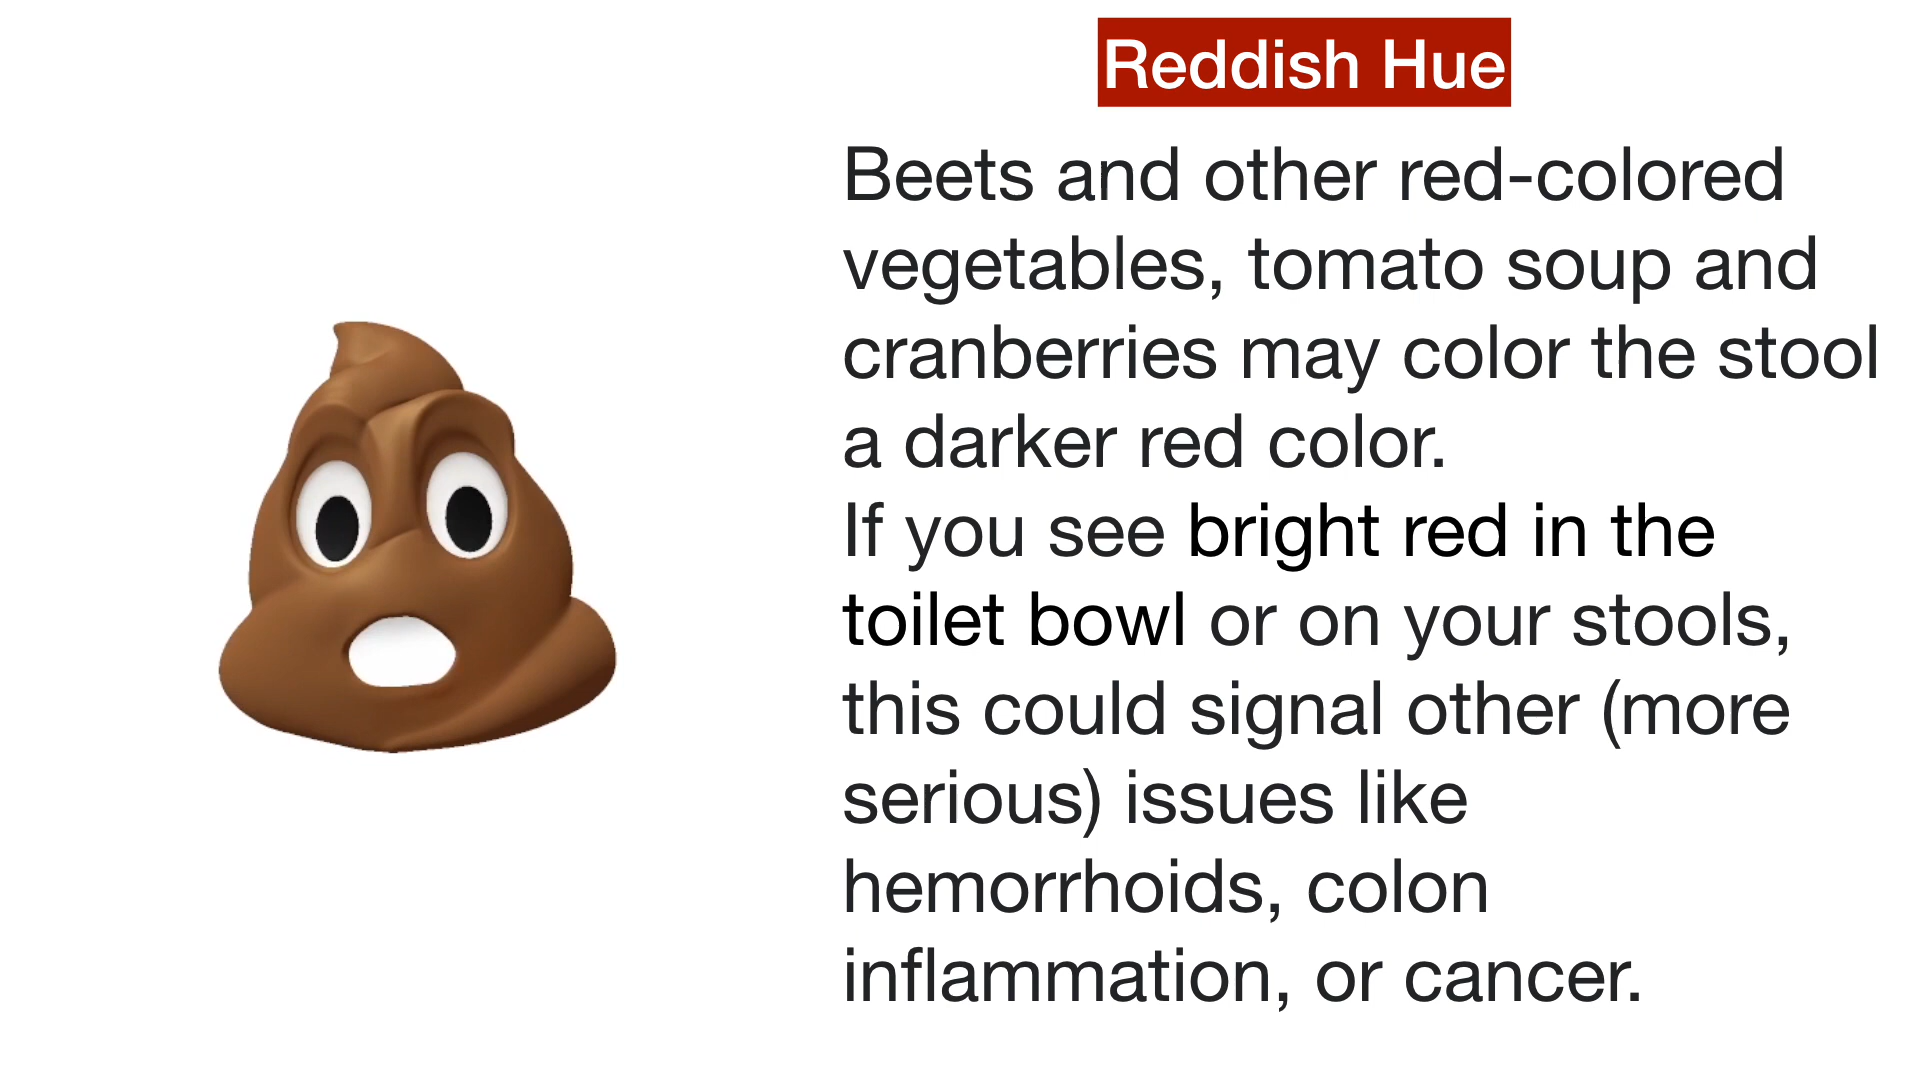 Reddish Hue
Beets and other red-colored
vegetables, tomato soup and
cranberries may color the stool
a darker red color.
If you see bright red in the
toilet bowl or on your stools,
this could signal other (more
serious) issues like
hemorrhoids, colon
inflammation, or cancer.